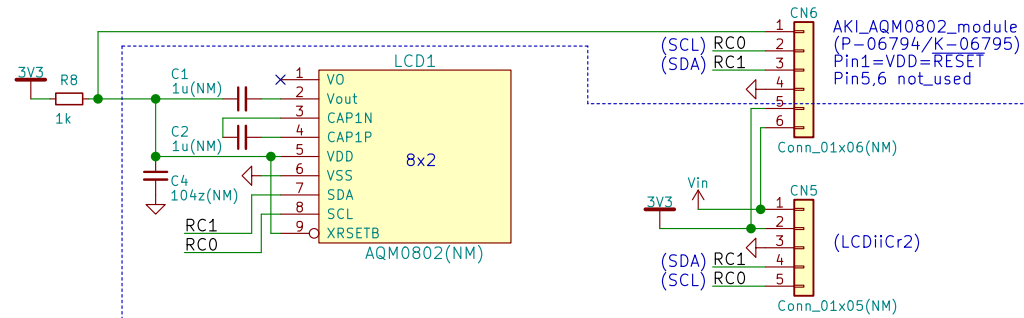 CN6
1
AKI_AQM0802_module
(SCL) RC0 2
(P-06794/K-06795)
(SDA) RC1 3
Pin1=VDD=RESET
4
Pin5,6 not_used
5
6
Conn_01x06(NM)
3V3
R8
1k
C1
1u(NM)
C2
1u(NM)
C4
104z(NM)
RC1
RC0
LCD1
1 VO
2 Vout
3 CAP1N
4 CAP1P
5 VDD
6 VSS
7 SDA
8 SCL
9 XRSETB
8x2
AQM0802(NM)
Vin
3V3
CN5
1
2
3
(SDA) RC1 4
(SCL) RC0 5
(LCDiiCr2)
Conn_01x05(NM)